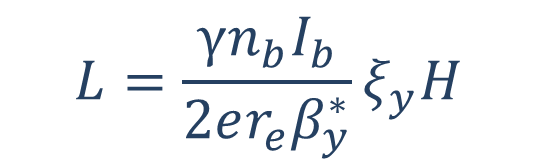 L = \frac{\gamma n_b I_b}{2 e r_e \beta_y^*} \xi_y H